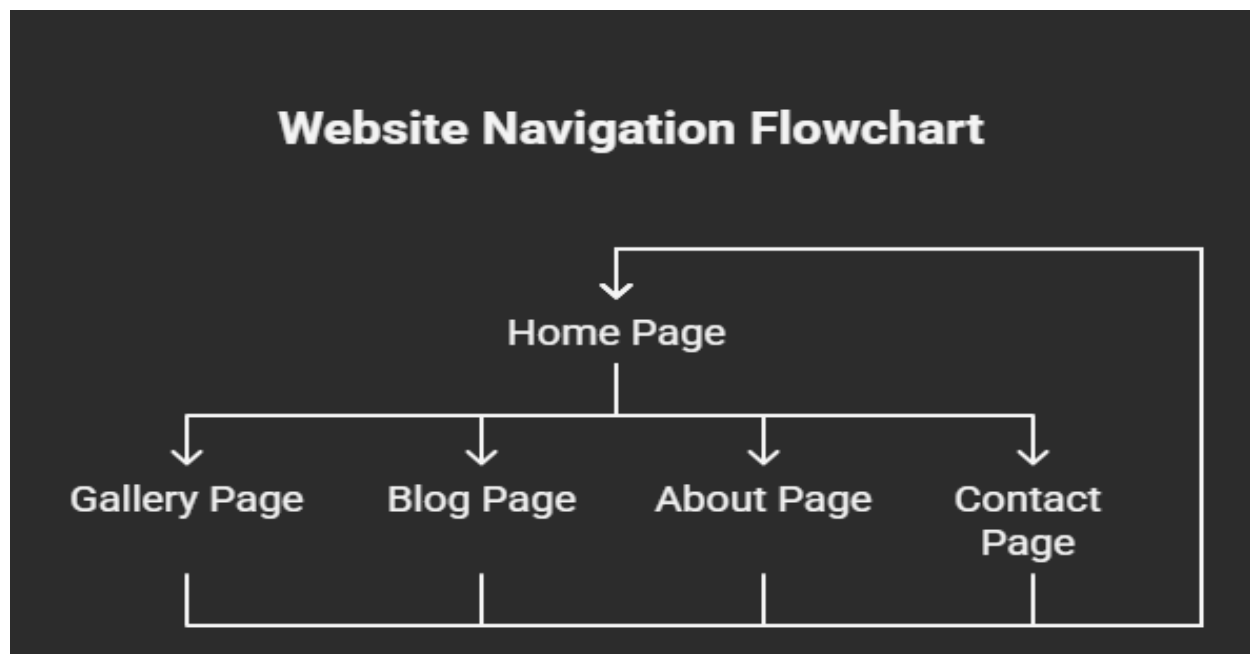 Website Navigation Flowchart
Home Page
Gallery Page
Blog Page
About Page
Contact
Page